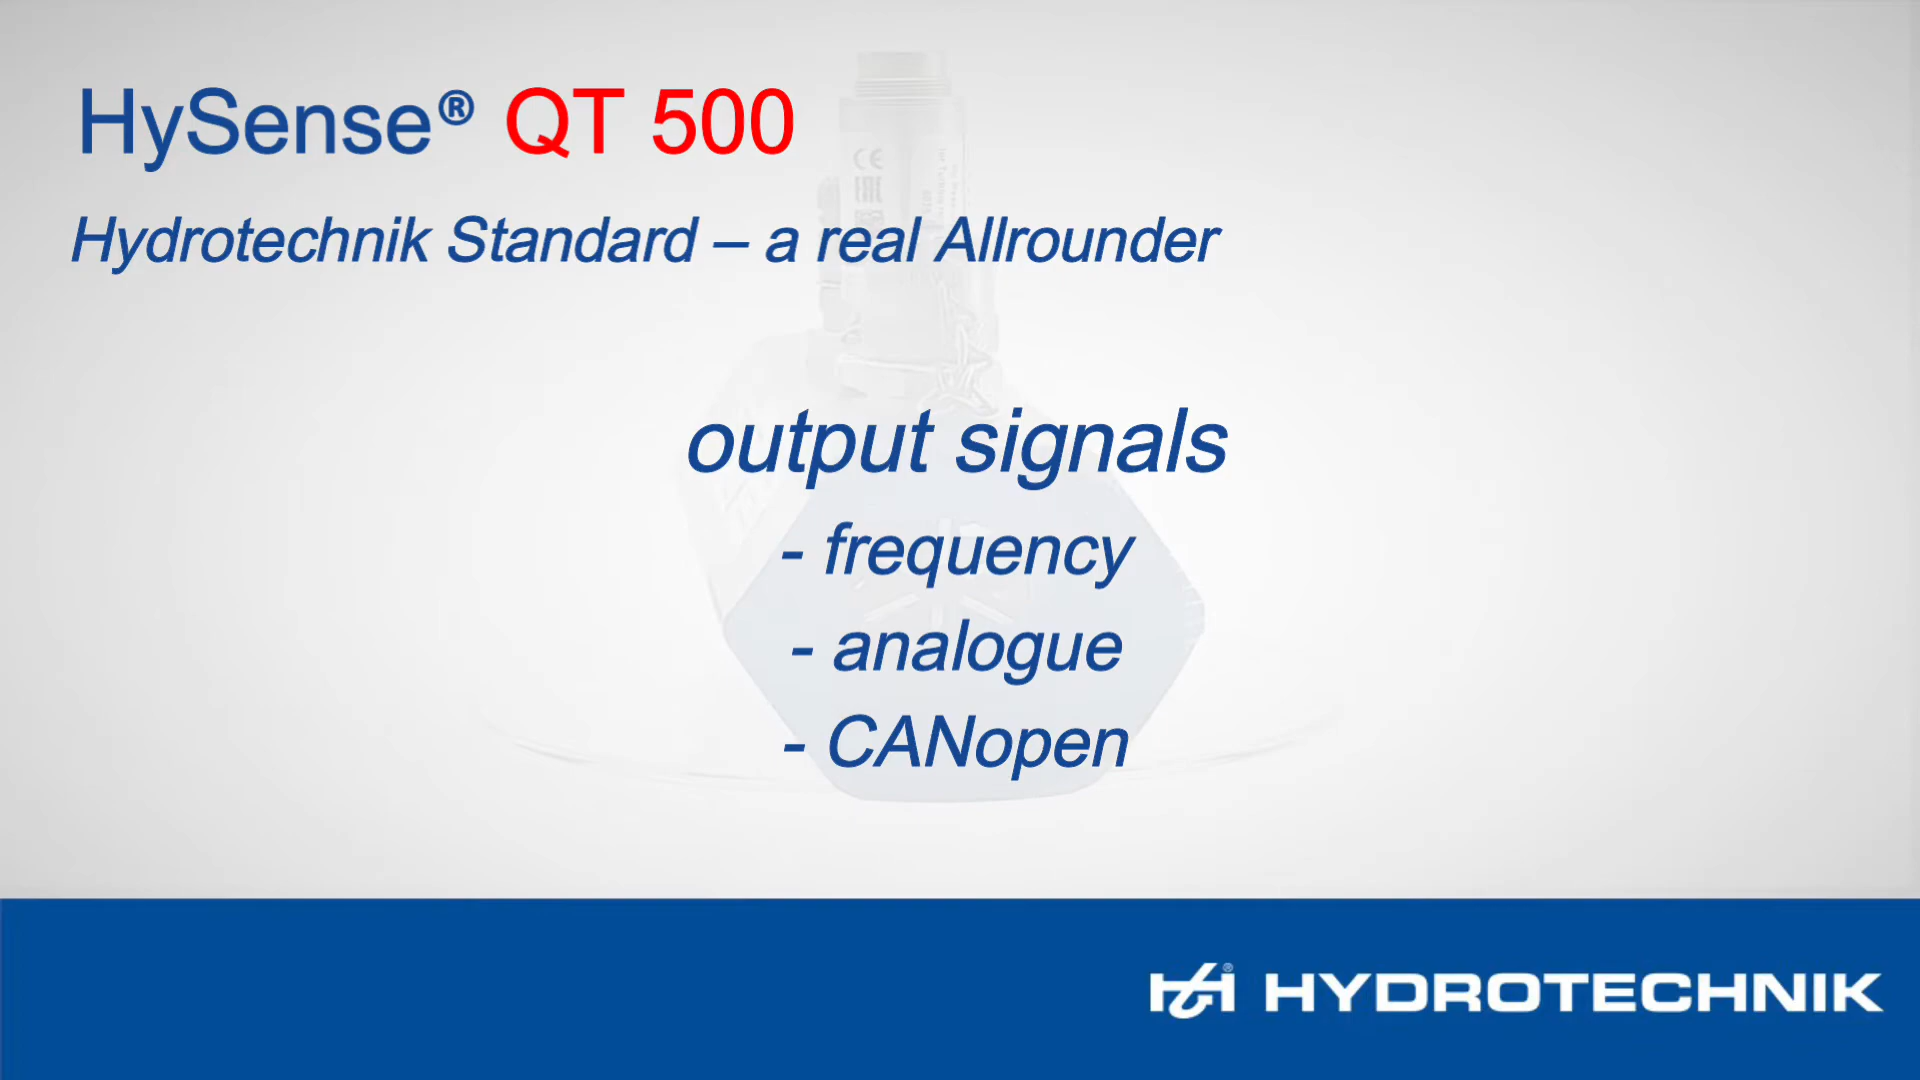 HySense® QT 500
Hydrotechnik Standard – a real Allrounder
output signals
- frequency
- analogue
- CANopen
HYDROTECHNIK